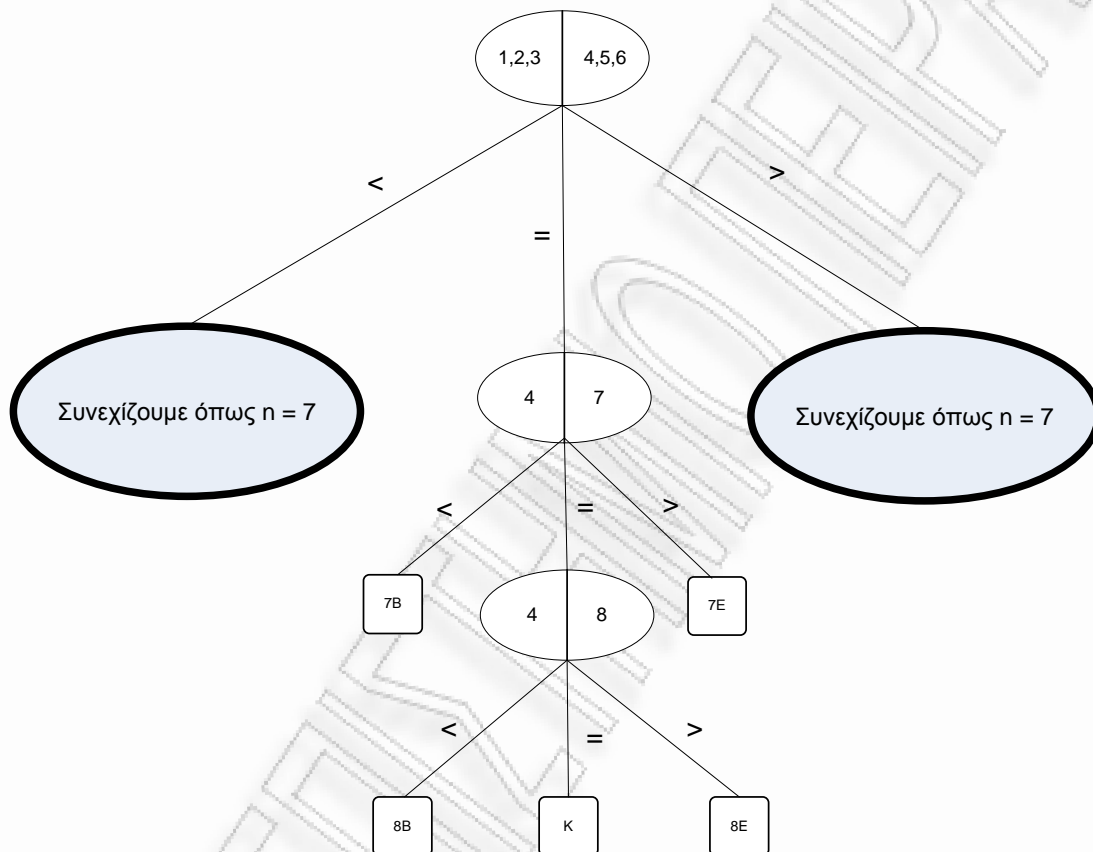 1,2,3 4,5,6
< = >
Συνεχίζουμε όπως n = 7
4 7
Συνεχίζουμε όπως n = 7
< = >
7B
4 8
7E
< = >
8B K 8E